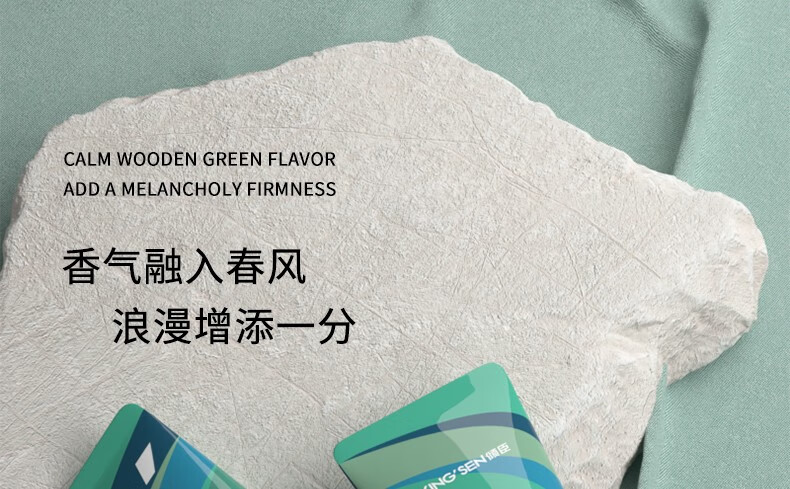 CALM WOODEN GREEN FLAVOR
ADD A MELANCHOLY FIRMNESS
香气融入春风
浪漫增添一分